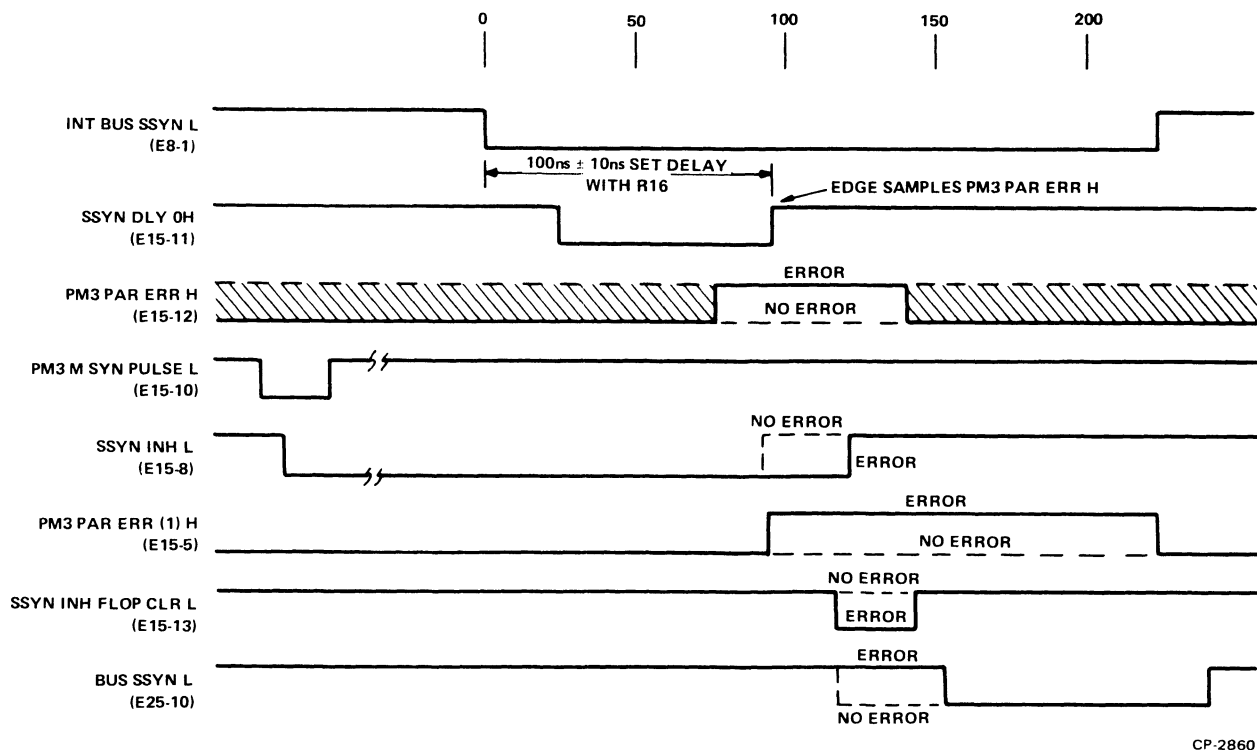 0 50 100 150 200
INT BUS SSYN L
(E8-1)
100ns ± 10ns SET DELAY
WITH R16
EDGE SAMPLES PM3 PAR ERR H
SSYN DLY 0H
(E15-11)
ERROR
PM3 PAR ERR H
NO ERROR
(E15-12)
PM3 M SYN PULSE L
(E15-10)
NO ERROR
SSYN INH L
(E15-8)
ERROR
ERROR
PM3 PAR ERR (1) H
(E15-5)
NO ERROR
NO ERROR
SSYN INH FLOP CLR L
(E15-13)
ERROR
ERROR
BUS SSYN L
(E25-10)
NO ERROR
CP-2860